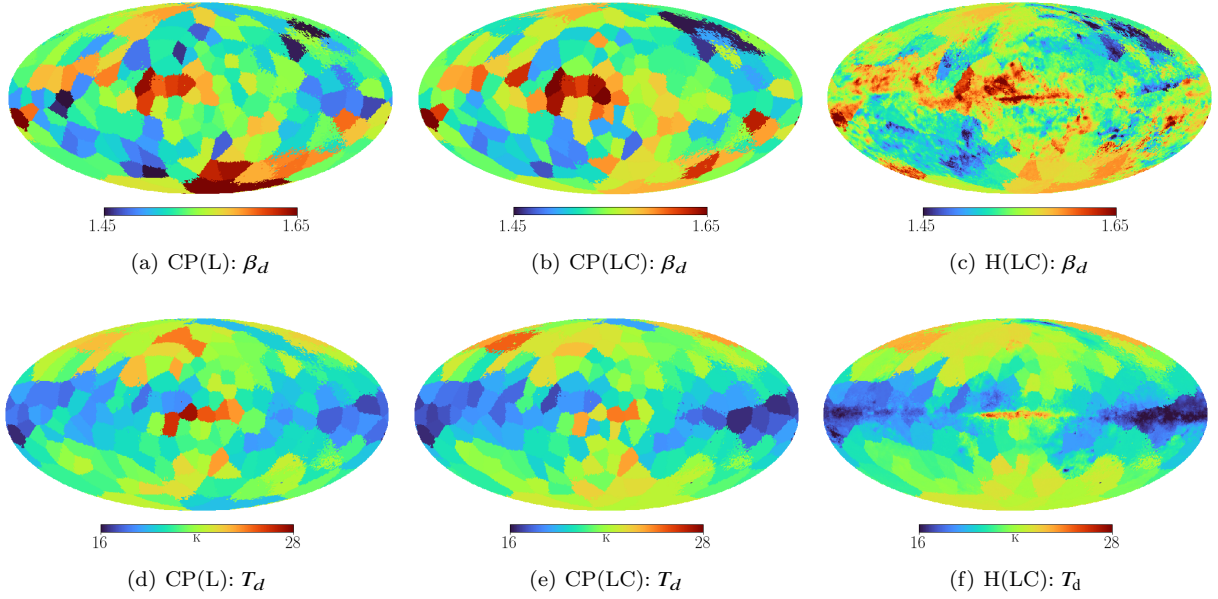 1.45 1.65 1.45 1.65 1.45 1.65
(a) CP(L): β_d (b) CP(LC): β_d (c) H(LC): β_d
16 K 28 16 K 28 16 K 28
(d) CP(L): T_d (e) CP(LC): T_d (f) H(LC): T_d